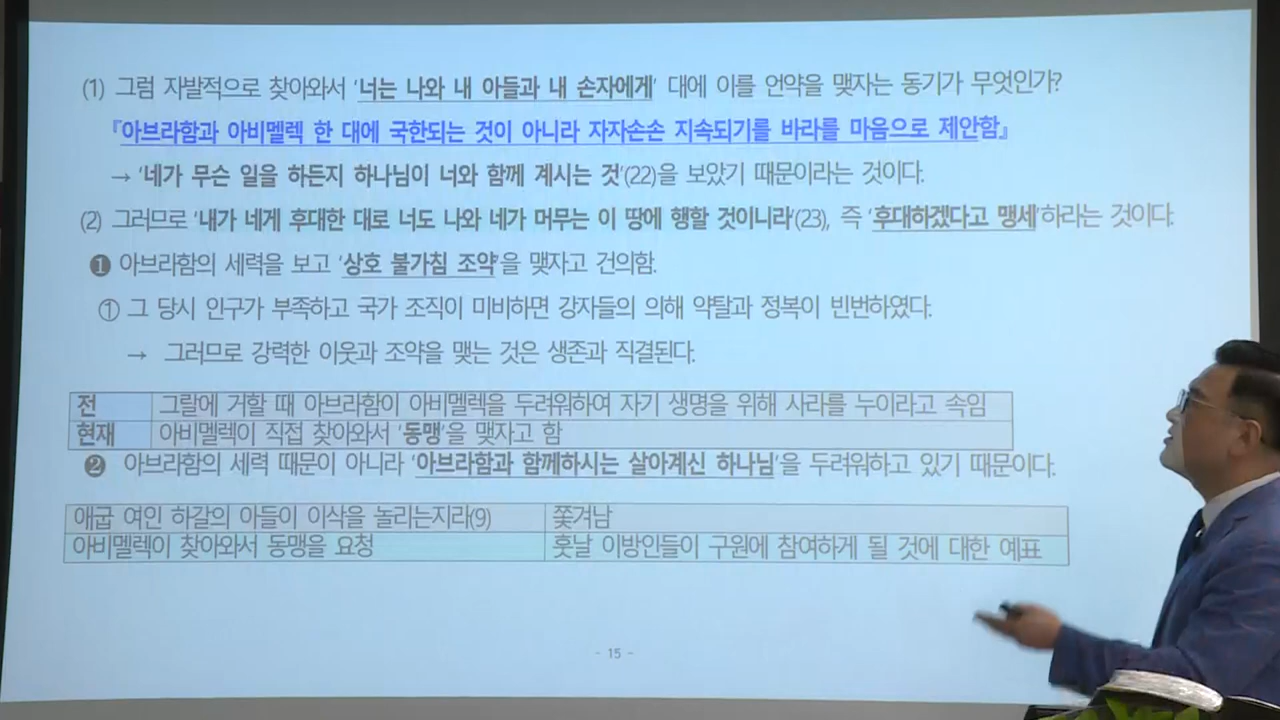 (1) 그럼 자발적으로 찾아와서 '너는 나와 내 아들과 내 손자에게' 대에 이를 언약을 맺자는 동기가 무엇인가?
『아브라함과 아비멜렉 한 대에 국한되는 것이 아니라 자자손손 지속되기를 바라를 마음으로 제안함』
→ '네가 무슨 일을 하든지 하나님이 너와 함께 계시는 것'(22)을 보았기 때문이라는 것이다.
(2) 그러므로 '내가 네게 후대한 대로 너도 나와 네가 머무는 이 땅에 행할 것이니라'(23), 즉 '후대하겠다고 맹세'하라는 것이다.
❶ 아브라함의 세력을 보고 '상호 불가침 조약'을 맺자고 건의함.
① 그 당시 인구가 부족하고 국가 조직이 미비하면 강자들의 의해 약탈과 정복이 빈번하였다.
→ 그러므로 강력한 이웃과 조약을 맺는 것은 생존과 직결된다.
전 그랄에 거할 때 아브라함이 아비멜렉을 두려워하여 자기 생명을 위해 사라를 누이라고 속임
현재 아비멜렉이 직접 찾아와서 '동맹'을 맺자고 함
❷ 아브라함의 세력 때문이 아니라 '아브라함과 함께하시는 살아계신 하나님'을 두려워하고 있기 때문이다.
애굽 여인 하갈의 아들이 이삭을 놀리는지라(9) 쫓겨남
아비멜렉이 찾아와서 동맹을 요청 훗날 이방인들이 구원에 참여하게 될 것에 대한 예표
- 15 -